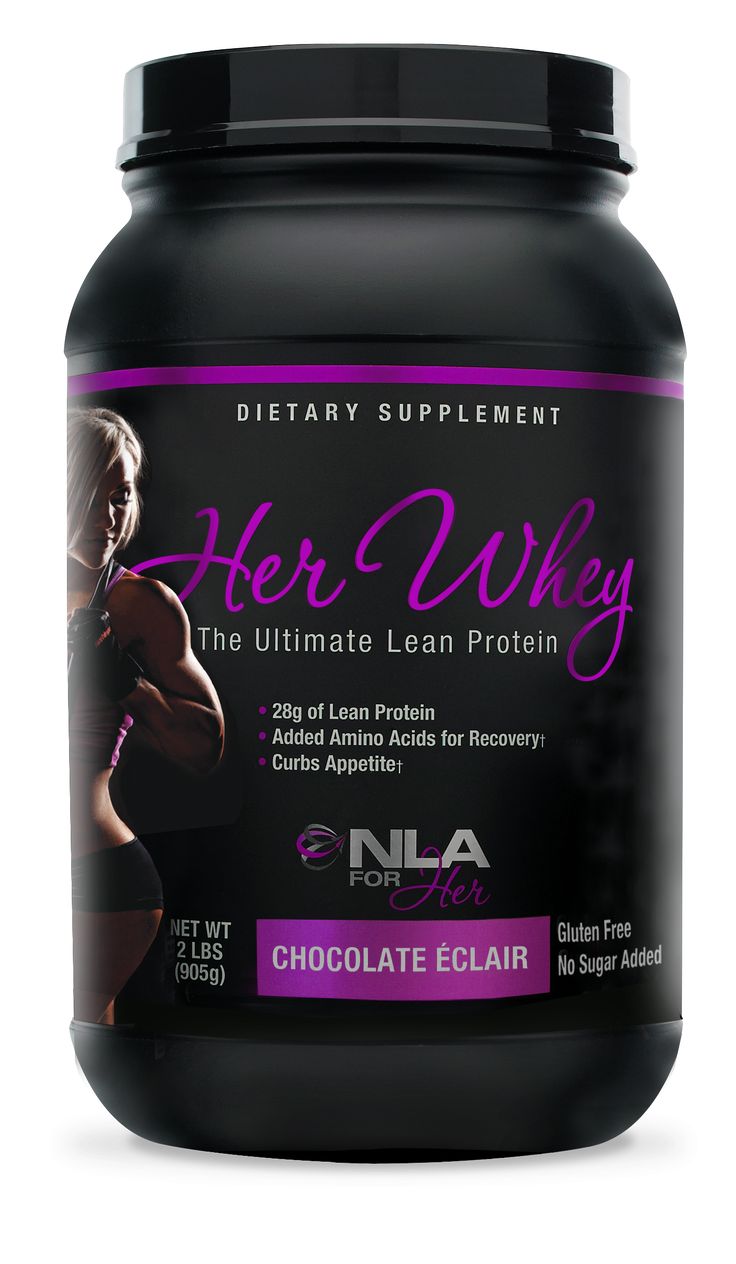 DIETARY SUPPLEMENT
Her Whey
The Ultimate Lean Protein
• 28g of Lean Protein
• Added Amino Acids for Recovery†
• Curbs Appetite†
NLA
FOR Her
NET WT
2 LBS
(905g)
CHOCOLATE ÉCLAIR
Gluten Free
No Sugar Added